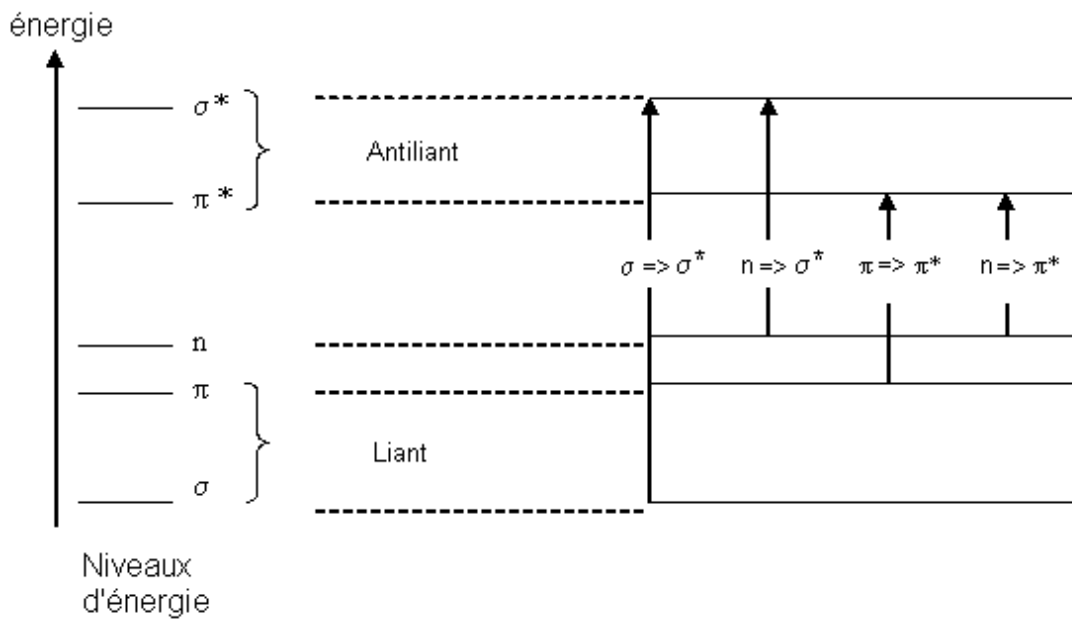 énergie
σ*
Antiliant
π*
σ => σ*
n => σ*
π => π*
n => π*
n
π
Liant
σ
Niveaux
d'énergie